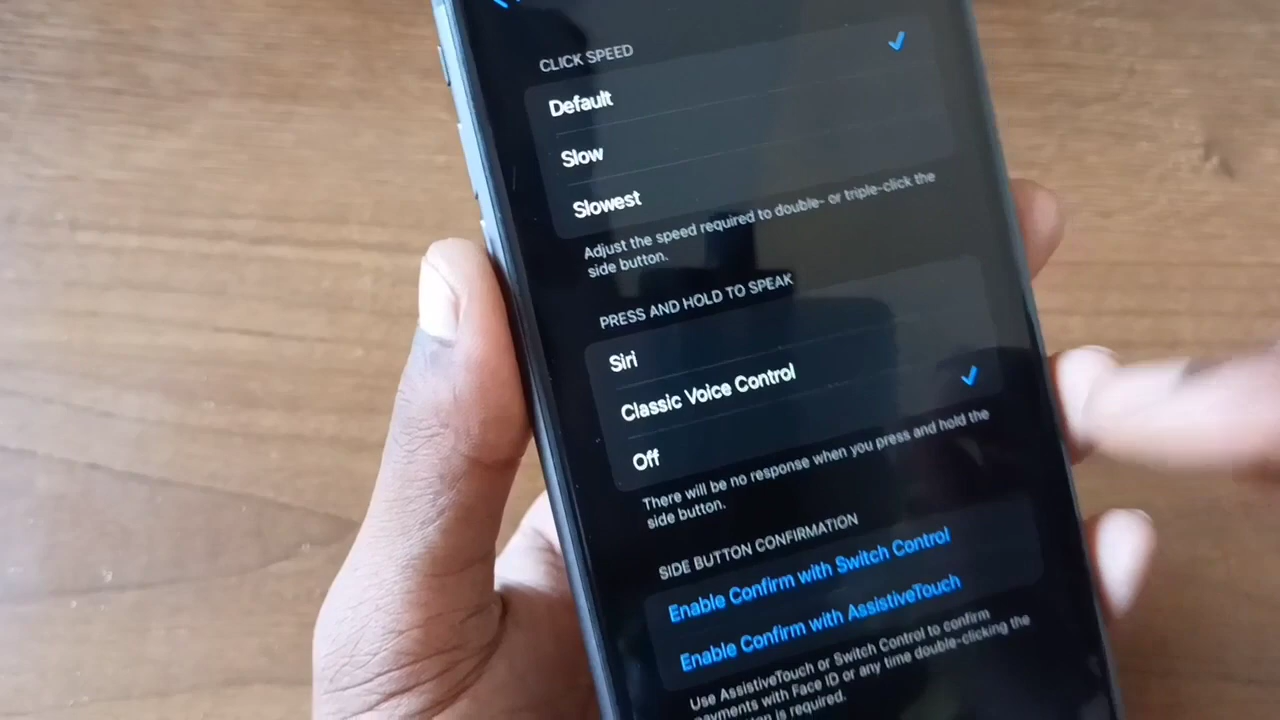 CLICK SPEED
Default
Slow
Slowest
Adjust the speed required to double- or triple-click the
side button.
PRESS AND HOLD TO SPEAK
Siri
Classic Voice Control
Off
There will be no response when you press and hold the
side button.
SIDE BUTTON CONFIRMATION
Enable Confirm with Switch Control
Enable Confirm with AssistiveTouch
Use AssistiveTouch or Switch Control to confirm
payments with Face ID or any time double-clicking the
is required.